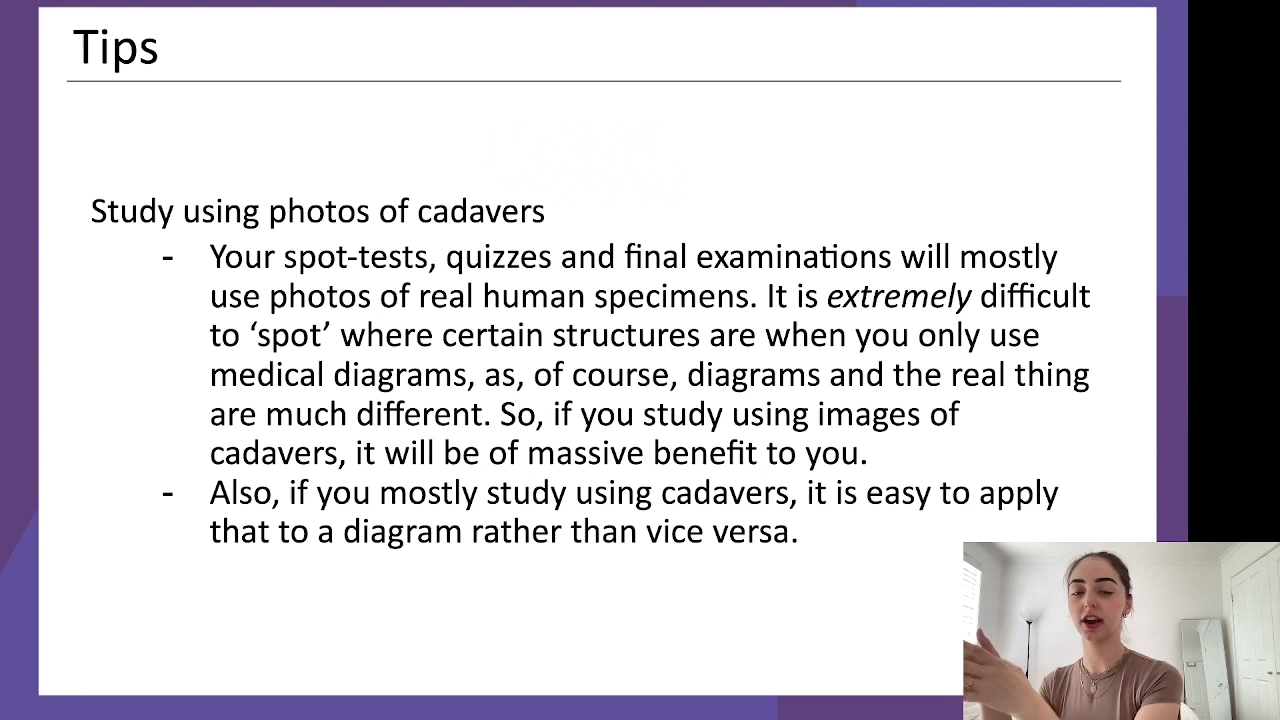 Tips
Study using photos of cadavers
- Your spot-tests, quizzes and final examinations will mostly
use photos of real human specimens. It is extremely difficult
to ‘spot’ where certain structures are when you only use
medical diagrams, as, of course, diagrams and the real thing
are much different. So, if you study using images of
cadavers, it will be of massive benefit to you.
- Also, if you mostly study using cadavers, it is easy to apply
that to a diagram rather than vice versa.